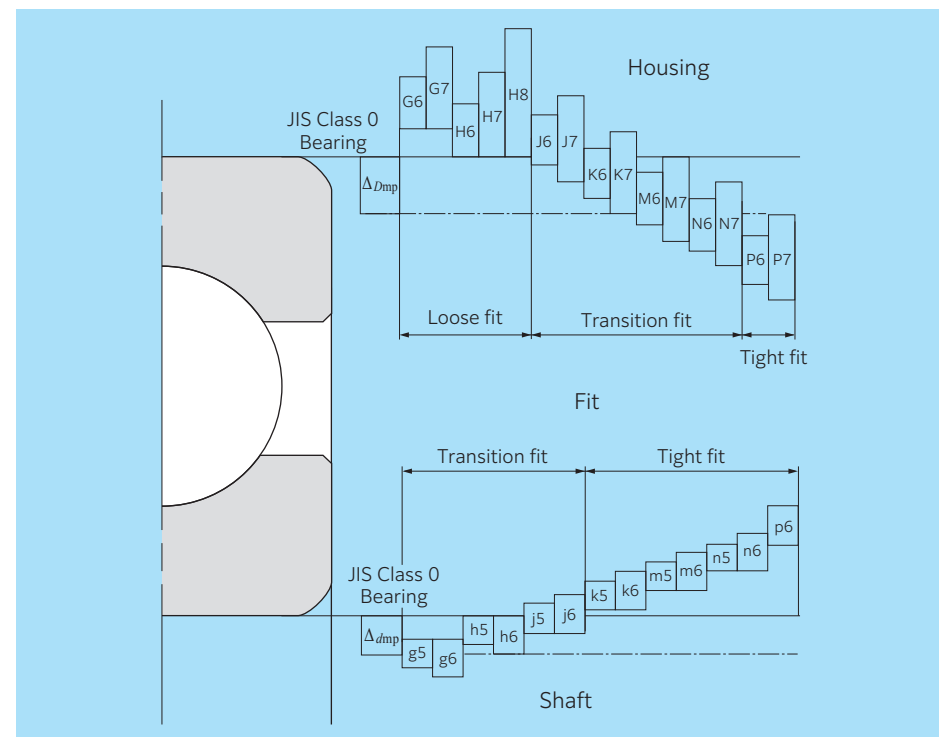 Housing
G6
G7
H6
H7
H8
J6
J7
K6
K7
M6
M7
N6
N7
P6
P7
JIS Class 0
Bearing
ΔDmp
Loose fit
Transition fit
Tight fit
Fit
Transition fit
Tight fit
JIS Class 0
Bearing
Δdmp
g5
g6
h5
h6
j5
j6
k5
k6
m5
m6
n5
n6
p6
Shaft